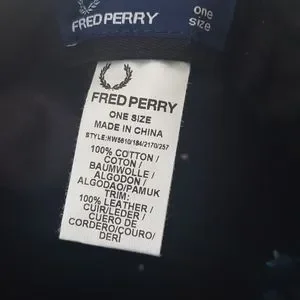 FRED PERRY
one
size
FRED PERRY
ONE SIZE
MADE IN CHINA
STYLE:HW5610/184/2170/257
100% COTTON /
COTON /
BAUMWOLLE /
ALGODON /
ALGODÃO/PAMUK
TRIM:
100% LEATHER /
CUIR/LEDER /
CUERO DE
CORDERO/COURO/
DERİ